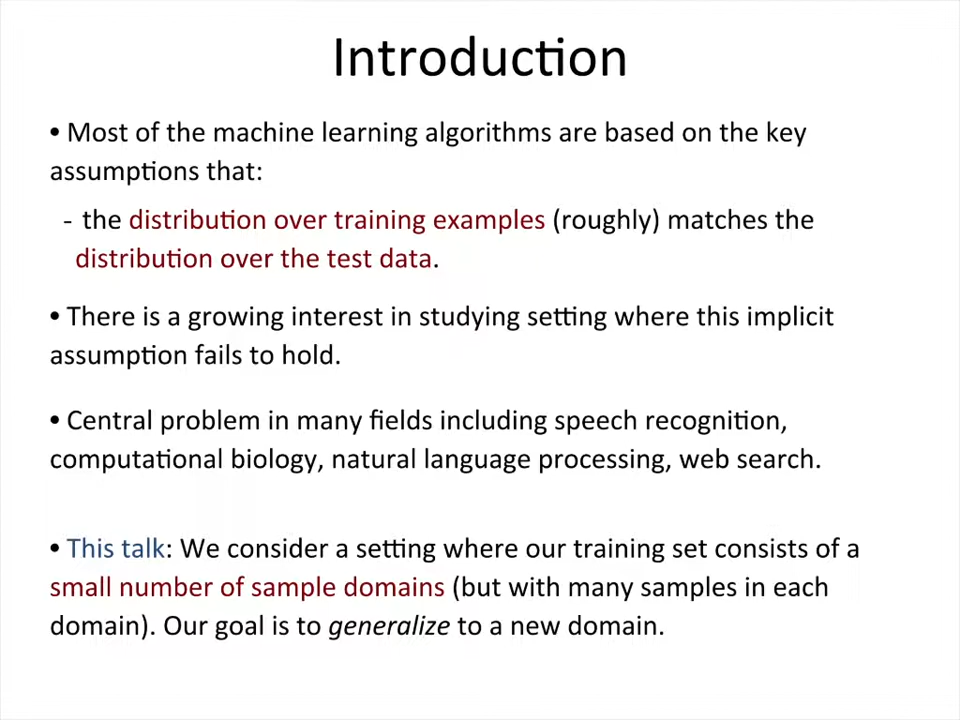 Introduction
• Most of the machine learning algorithms are based on the key
assumptions that:
- the distribution over training examples (roughly) matches the
distribution over the test data.
• There is a growing interest in studying setting where this implicit
assumption fails to hold.
• Central problem in many fields including speech recognition,
computational biology, natural language processing, web search.
• This talk: We consider a setting where our training set consists of a
small number of sample domains (but with many samples in each
domain). Our goal is to generalize to a new domain.